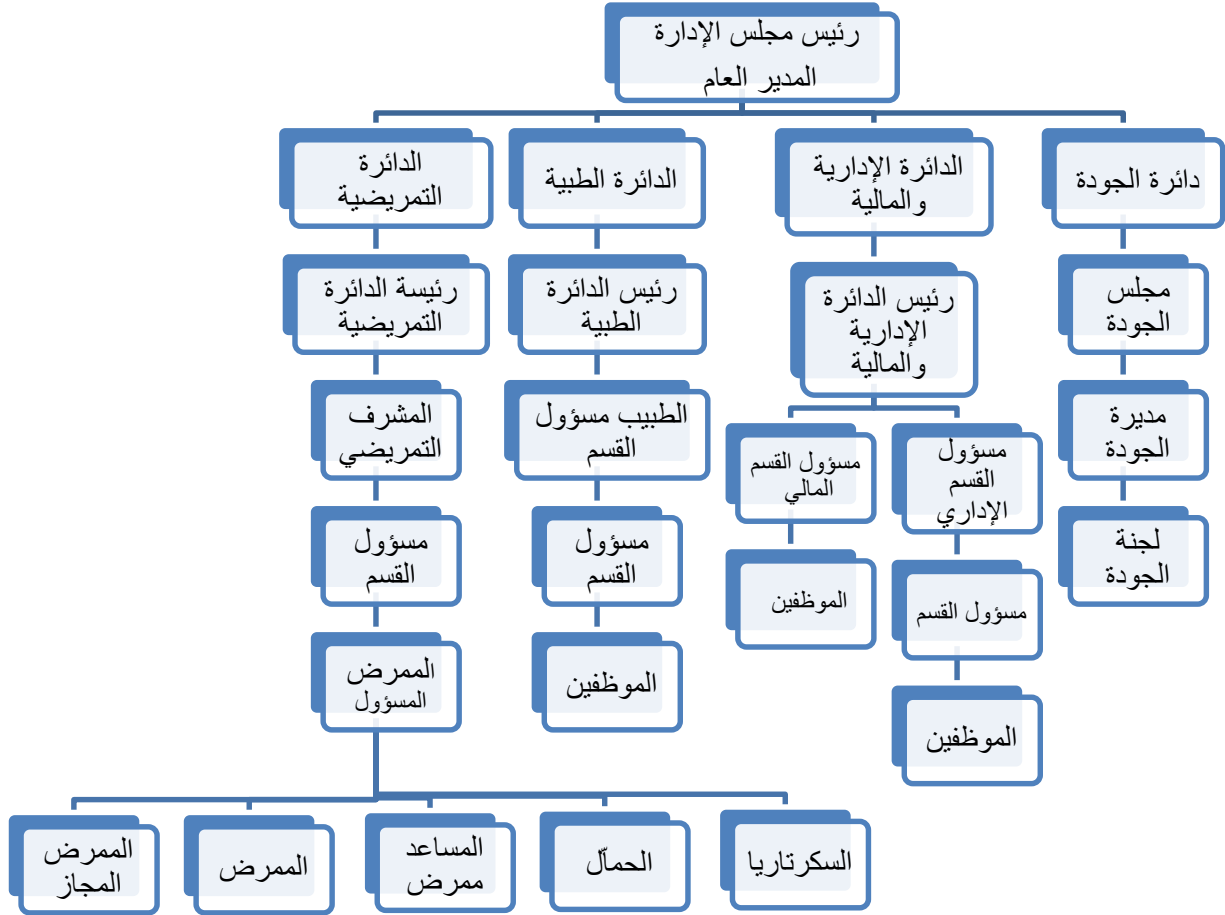 رئيس مجلس الإدارة
المدير العام
دائرة الجودة
الدائرة الإدارية
والمالية
الدائرة الطبية
الدائرة
التمريضية
مجلس
الجودة
رئيس الدائرة
الإدارية
والمالية
رئيس الدائرة
الطبية
رئيسة الدائرة
التمريضية
مديرة
الجودة
مسؤول
القسم
الإداري
مسؤول القسم
المالي
الطبيب مسؤول
القسم
المشرف
التمريضي
لجنة
الجودة
مسؤول القسم
الموظفين
مسؤول
القسم
مسؤول
القسم
الموظفين
الموظفين
الممرض
المسؤول
السكرتاريا
الحماّل
المساعد
ممرض
الممرض
الممرض
المجاز